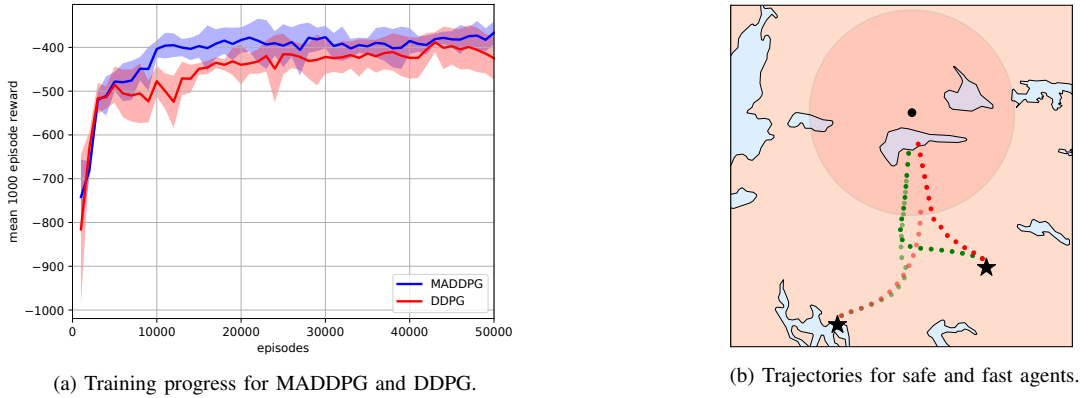 −400
−500
−600
−700
−800
−900
−1000
mean 1000 episode reward
MADDPG
DDPG
0 10000 20000 30000 40000 50000
episodes
(a) Training progress for MADDPG and DDPG.
(b) Trajectories for safe and fast agents.